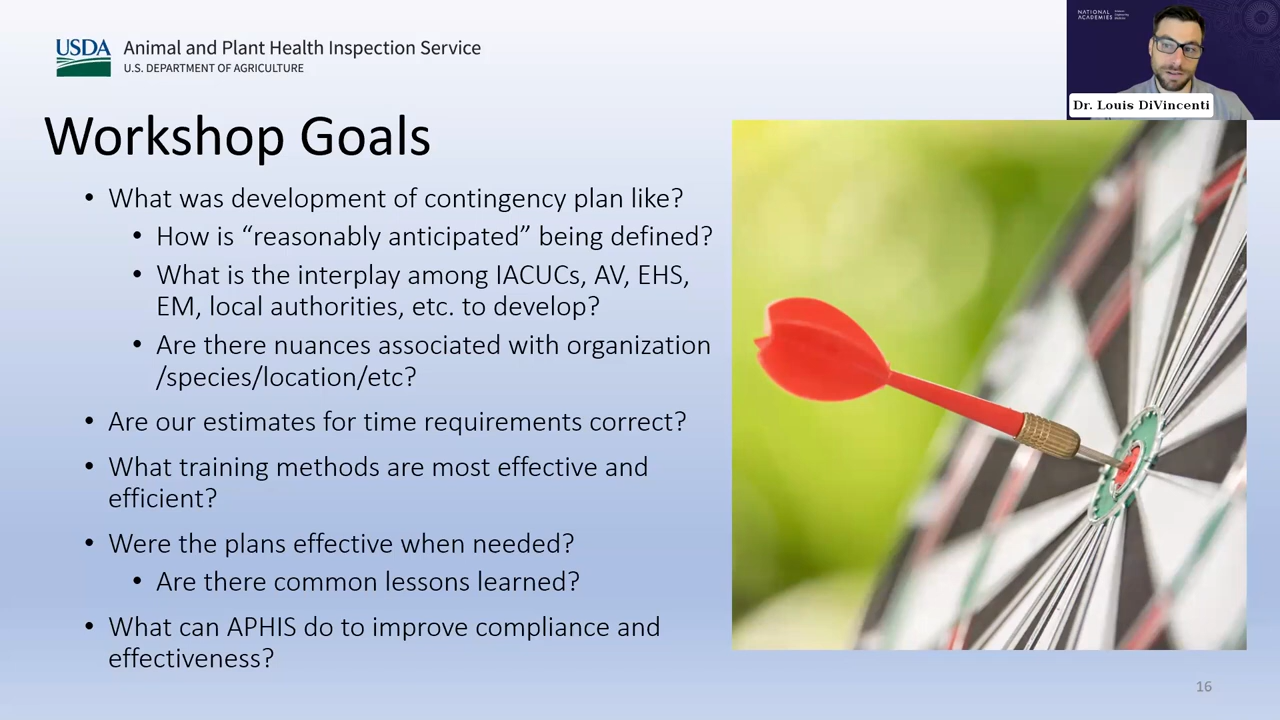 USDA
Animal and Plant Health Inspection Service
U.S. DEPARTMENT OF AGRICULTURE
NATIONAL
ACADEMIES
Dr. Louis DiVincenti
Workshop Goals
• What was development of contingency plan like?
• How is “reasonably anticipated” being defined?
• What is the interplay among IACUCs, AV, EHS,
EM, local authorities, etc. to develop?
• Are there nuances associated with organization
/species/location/etc?
• Are our estimates for time requirements correct?
• What training methods are most effective and
efficient?
• Were the plans effective when needed?
• Are there common lessons learned?
• What can APHIS do to improve compliance and
effectiveness?
16